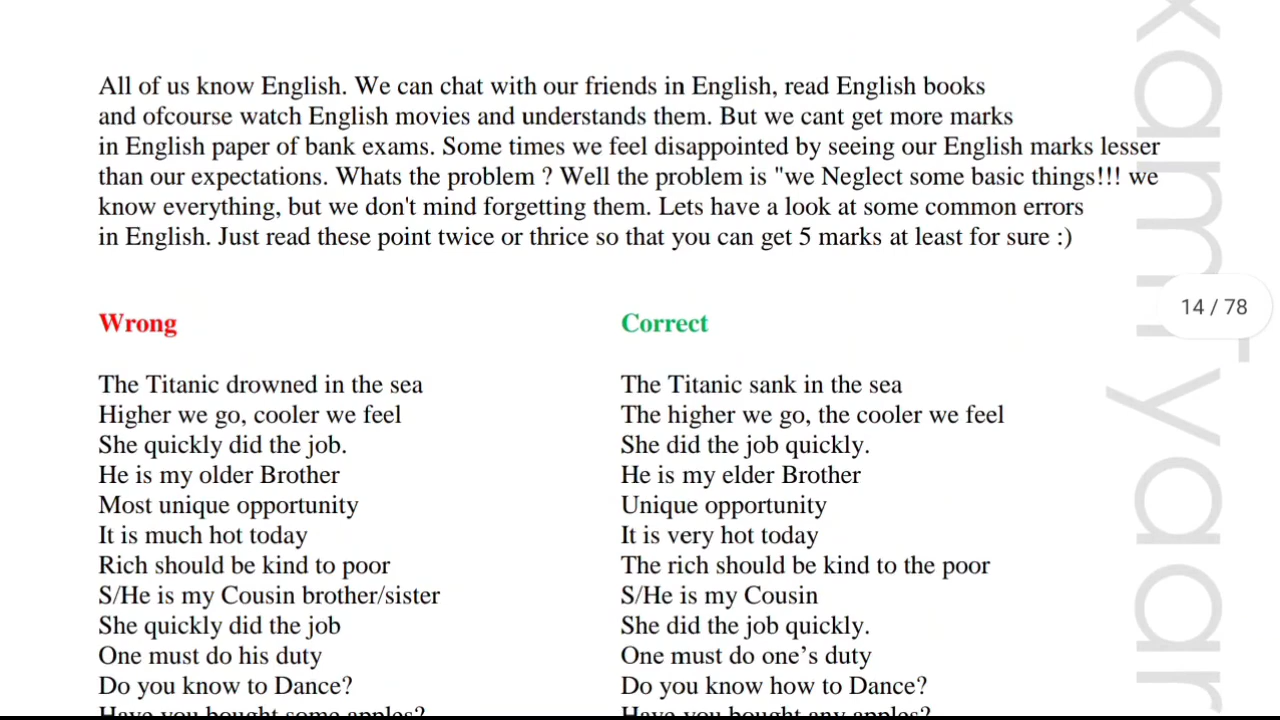 All of us know English. We can chat with our friends in English, read English books
and ofcourse watch English movies and understands them. But we cant get more marks
in English paper of bank exams. Some times we feel disappointed by seeing our English marks lesser
than our expectations. Whats the problem ? Well the problem is "we Neglect some basic things!!! we
know everything, but we don't mind forgetting them. Lets have a look at some common errors
in English. Just read these point twice or thrice so that you can get 5 marks at least for sure :)
14 / 78
Wrong Correct
The Titanic drowned in the sea The Titanic sank in the sea
Higher we go, cooler we feel The higher we go, the cooler we feel
She quickly did the job. She did the job quickly.
He is my older Brother He is my elder Brother
Most unique opportunity Unique opportunity
It is much hot today It is very hot today
Rich should be kind to poor The rich should be kind to the poor
S/He is my Cousin brother/sister S/He is my Cousin
She quickly did the job She did the job quickly.
One must do his duty One must do one’s duty
Do you know to Dance? Do you know how to Dance?
Have you bought some apples? Have you bought any apples?
xamTyaar